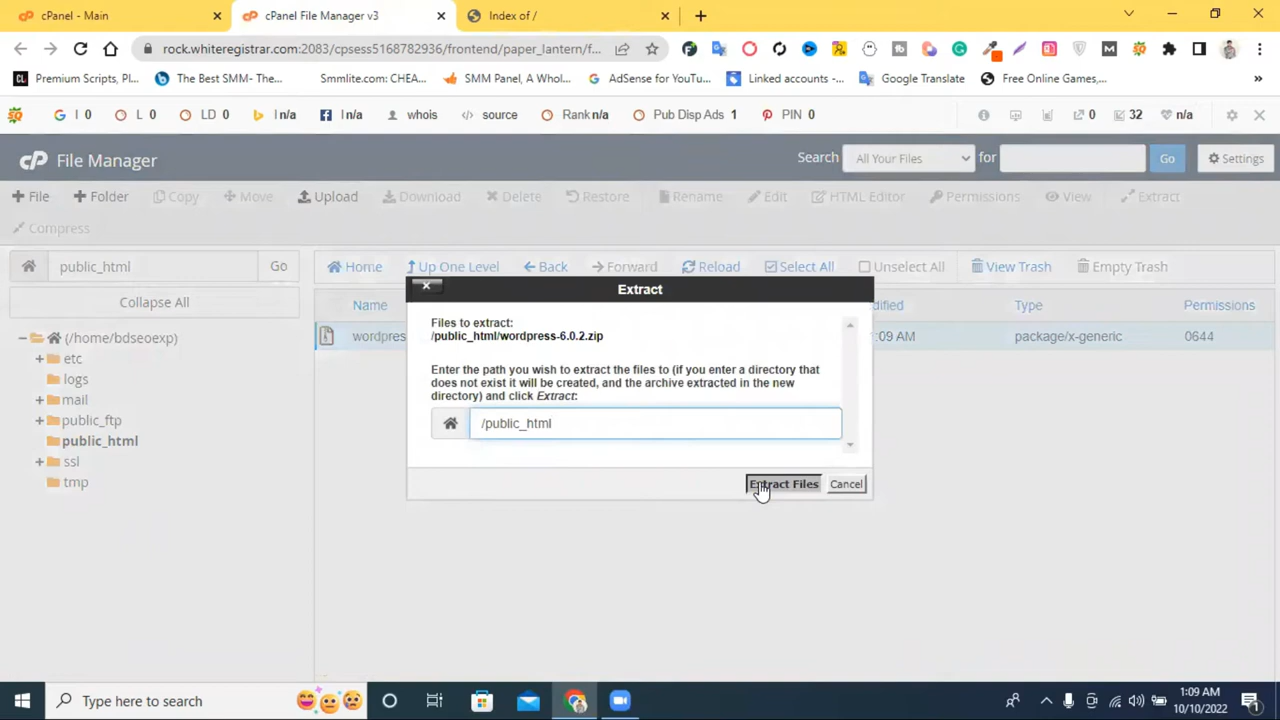 cPanel - Main
cPanel File Manager v3
Index of /
rock.whiteregistrar.com:2083/cpsess5168782936/frontend/paper_lantern/f...
Premium Scripts, Pl...
The Best SMM- The...
Smmlite.com: CHEA...
SMM Panel, A Whol...
AdSense for YouTu...
Linked accounts -...
Google Translate
Free Online Games,...
I 0
L 0
LD 0
I n/a
I n/a
whois
source
Rank n/a
Pub Disp Ads 1
PIN 0
0
32
n/a
cP File Manager
Search
All Your Files
for
Go
Settings
File
Folder
Copy
Move
Upload
Download
Delete
Restore
Rename
Edit
HTML Editor
Permissions
View
Extract
Compress
public_html
Go
Home
Up One Level
Back
Forward
Reload
Select All
Unselect All
View Trash
Empty Trash
Collapse All
(/home/bdseoexp)
etc
logs
mail
public_ftp
public_html
ssl
tmp
Name
Type
Permissions
package/x-generic
0644
Extract
Files to extract:
/public_html/wordpress-6.0.2.zip
Enter the path you wish to extract the files to (if you enter a directory that
does not exist it will be created, and the archive extracted in the new
directory) and click Extract:
/public_html
Extract Files
Cancel
Type here to search
1:09 AM
10/10/2022